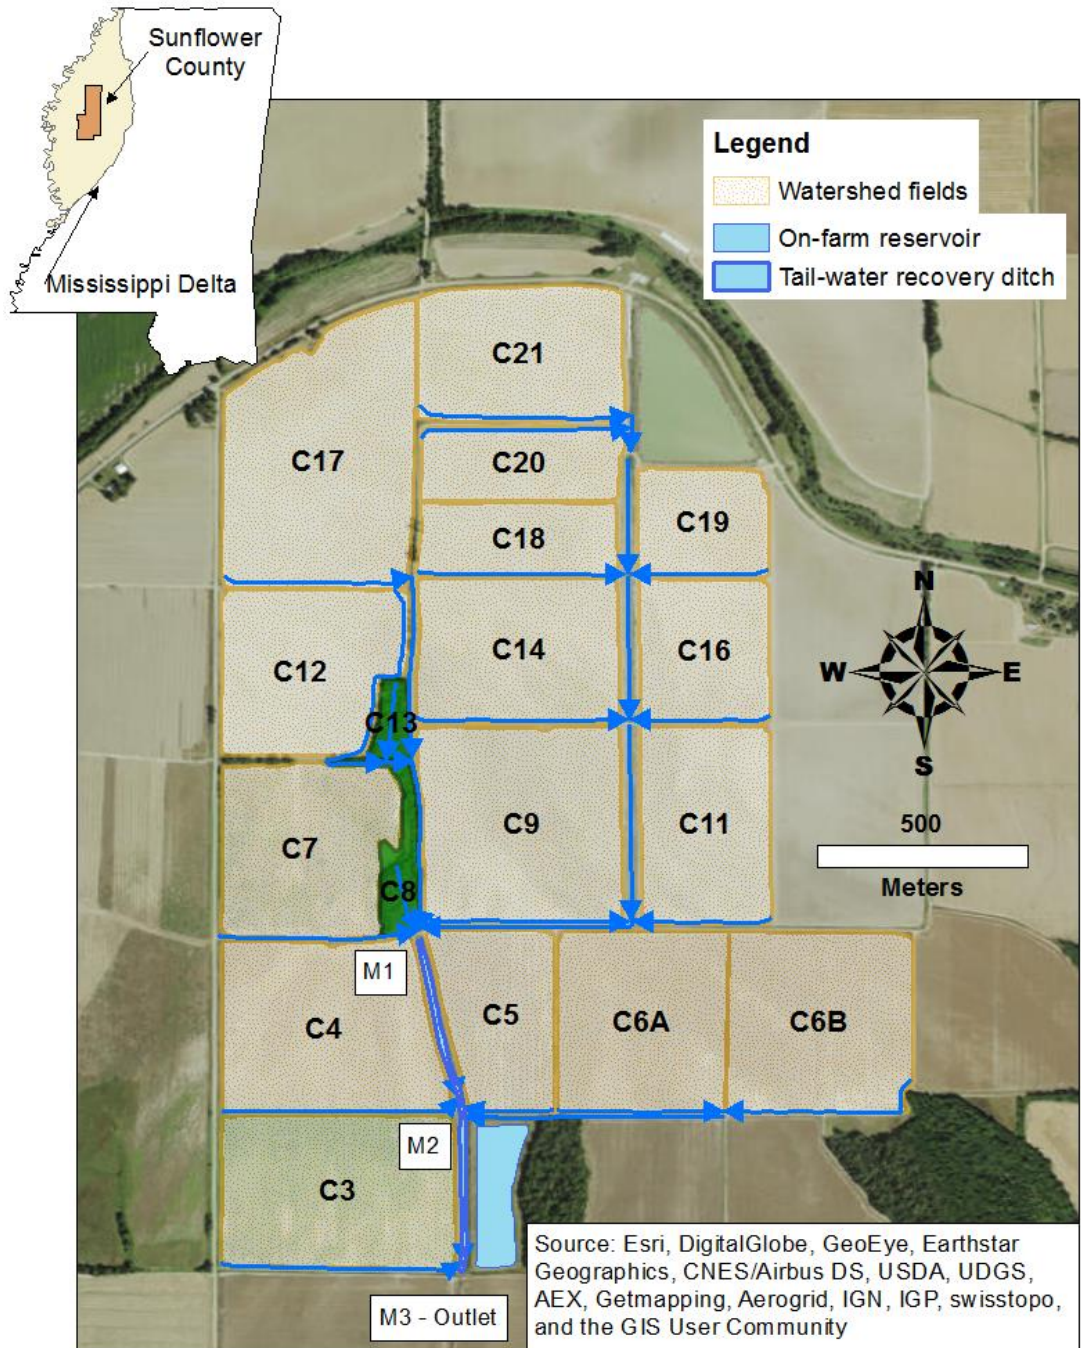 Sunflower
County
Mississippi Delta
Legend
Watershed fields
On-farm reservoir
Tail-water recovery ditch
C21
C17
C20
C19
C18
C14
C16
C12
C13
C9
C11
C7
C8
N
W
E
S
500
Meters
M1
C4
C5
C6A
C6B
M2
C3
M3 - Outlet
Source: Esri, DigitalGlobe, GeoEye, Earthstar
Geographics, CNES/Airbus DS, USDA, UDGS,
AEX, Getmapping, Aerogrid, IGN, IGP, swisstopo,
and the GIS User Community